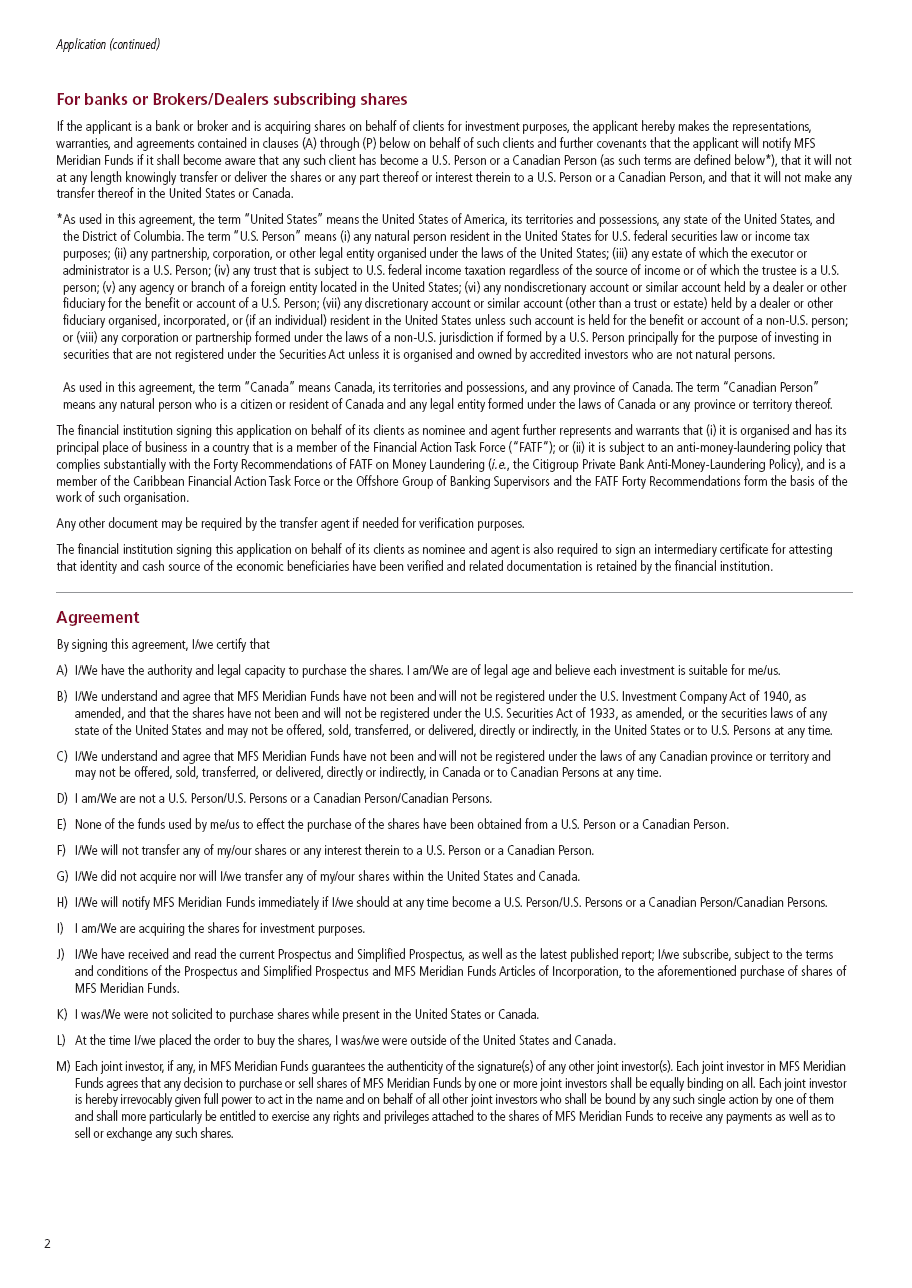 Application (continued)
For banks or Brokers/Dealers subscribing shares
If the applicant is a bank or broker and is acquiring shares on behalf of clients for investment purposes, the applicant hereby makes the representations,
warranties, and agreements contained in clauses (A) through (P) below on behalf of such clients and further covenants that the applicant will notify MFS
Meridian Funds if it shall become aware that any such client has become a U.S. Person or a Canadian Person (as such terms are defined below*), that it will not
at any length knowingly transfer or deliver the shares or any part thereof or interest therein to a U.S. Person or a Canadian Person, and that it will not make any
transfer thereof in the United States or Canada.
*As used in this agreement, the term “United States” means the United States of America, its territories and possessions, any state of the United States, and
the District of Columbia. The term “U.S. Person” means (i) any natural person resident in the United States for U.S. federal securities law or income tax
purposes; (ii) any partnership, corporation, or other legal entity organised under the laws of the United States; (iii) any estate of which the executor or
administrator is a U.S. Person; (iv) any trust that is subject to U.S. federal income taxation regardless of the source of income or of which the trustee is a U.S.
person; (v) any agency or branch of a foreign entity located in the United States; (vi) any nondiscretionary account or similar account held by a dealer or other
fiduciary for the benefit or account of a U.S. Person; (vii) any discretionary account or similar account (other than a trust or estate) held by a dealer or other
fiduciary organised, incorporated, or (if an individual) resident in the United States unless such account is held for the benefit or account of a non-U.S. person;
or (viii) any corporation or partnership formed under the laws of a non-U.S. jurisdiction if formed by a U.S. Person principally for the purpose of investing in
securities that are not registered under the Securities Act unless it is organised and owned by accredited investors who are not natural persons.
As used in this agreement, the term “Canada” means Canada, its territories and possessions, and any province of Canada. The term “Canadian Person”
means any natural person who is a citizen or resident of Canada and any legal entity formed under the laws of Canada or any province or territory thereof.
The financial institution signing this application on behalf of its clients as nominee and agent further represents and warrants that (i) it is organised and has its
principal place of business in a country that is a member of the Financial Action Task Force (“FATF”); or (ii) it is subject to an anti-money-laundering policy that
complies substantially with the Forty Recommendations of FATF on Money Laundering (i.e., the Citigroup Private Bank Anti-Money-Laundering Policy), and is a
member of the Caribbean Financial Action Task Force or the Offshore Group of Banking Supervisors and the FATF Forty Recommendations form the basis of the
work of such organisation.
Any other document may be required by the transfer agent if needed for verification purposes.
The financial institution signing this application on behalf of its clients as nominee and agent is also required to sign an intermediary certificate for attesting
that identity and cash source of the economic beneficiaries have been verified and related documentation is retained by the financial institution.
Agreement
By signing this agreement, I/we certify that
A) I/We have the authority and legal capacity to purchase the shares. I am/We are of legal age and believe each investment is suitable for me/us.
B) I/We understand and agree that MFS Meridian Funds have not been and will not be registered under the U.S. Investment Company Act of 1940, as
amended, and that the shares have not been and will not be registered under the U.S. Securities Act of 1933, as amended, or the securities laws of any
state of the United States and may not be offered, sold, transferred, or delivered, directly or indirectly, in the United States or to U.S. Persons at any time.
C) I/We understand and agree that MFS Meridian Funds have not been and will not be registered under the laws of any Canadian province or territory and
may not be offered, sold, transferred, or delivered, directly or indirectly, in Canada or to Canadian Persons at any time.
D) I am/We are not a U.S. Person/U.S. Persons or a Canadian Person/Canadian Persons.
E) None of the funds used by me/us to effect the purchase of the shares have been obtained from a U.S. Person or a Canadian Person.
F) I/We will not transfer any of my/our shares or any interest therein to a U.S. Person or a Canadian Person.
G) I/We did not acquire nor will I/we transfer any of my/our shares within the United States and Canada.
H) I/We will notify MFS Meridian Funds immediately if I/we should at any time become a U.S. Person/U.S. Persons or a Canadian Person/Canadian Persons.
I) I am/We are acquiring the shares for investment purposes.
J) I/We have received and read the current Prospectus and Simplified Prospectus, as well as the latest published report; I/we subscribe, subject to the terms
and conditions of the Prospectus and Simplified Prospectus and MFS Meridian Funds Articles of Incorporation, to the aforementioned purchase of shares of
MFS Meridian Funds.
K) I was/We were not solicited to purchase shares while present in the United States or Canada.
L) At the time I/we placed the order to buy the shares, I was/we were outside of the United States and Canada.
M) Each joint investor, if any, in MFS Meridian Funds guarantees the authenticity of the signature(s) of any other joint investor(s). Each joint investor in MFS Meridian
Funds agrees that any decision to purchase or sell shares of MFS Meridian Funds by one or more joint investors shall be equally binding on all. Each joint investor
is hereby irrevocably given full power to act in the name and on behalf of all other joint investors who shall be bound by any such single action by one of them
and shall more particularly be entitled to exercise any rights and privileges attached to the shares of MFS Meridian Funds to receive any payments as well as to
sell or exchange any such shares.
2